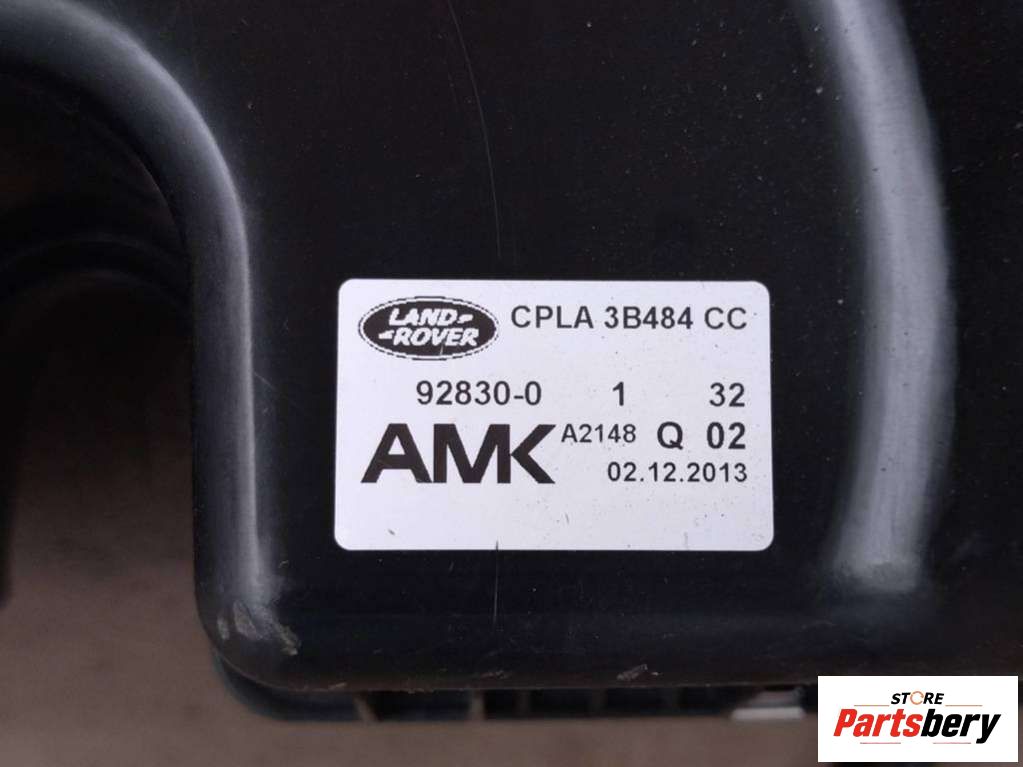 LAND-
-ROVER
CPLA 3B484 CC
92830-0 1 32
AMK A2148 Q 02
02.12.2013
STORE
Partsbery